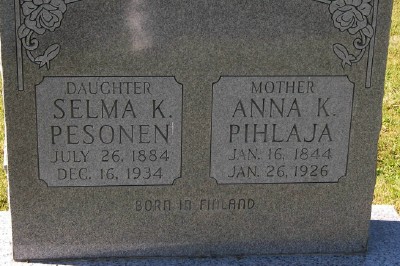 DAUGHTER
SELMA K.
PESONEN
JULY 26, 1884
DEC. 16, 1934
MOTHER
ANNA K.
PIHLAJA
JAN. 16, 1844
JAN. 26, 1926
BORN IN FINLAND